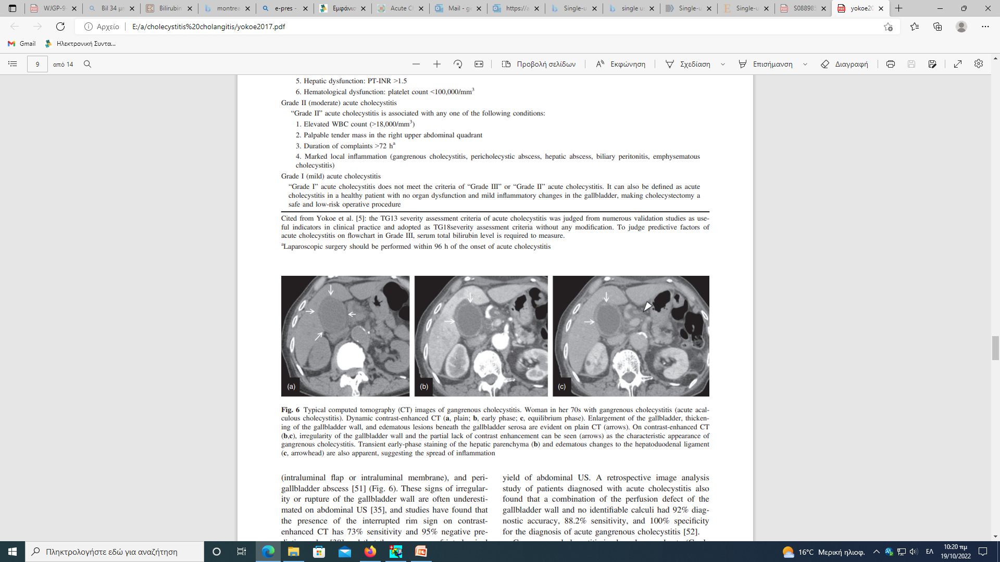 WJGP-9-
Bil 34 μm
Bilirubin
montrea
e-pres -
Εμφάνισ
Acute Ch
Mail - ge
https://a
Single-u
single us
Single-u
Single-u
S088985
yokoe20
Αρχείο
E:/a/cholecystitis%20cholangitis/yokoe2017.pdf
Gmail
Ηλεκτρονική Συντα...
9
από 14
Προβολή σελίδων
Εκφώνηση
Σχεδίαση
Επισήμανση
Διαγραφή
5. Hepatic dysfunction: PT-INR >1.5
6. Hematological dysfunction: platelet count <100,000/mm3
Grade II (moderate) acute cholecystitis
“Grade II” acute cholecystitis is associated with any one of the following conditions:
1. Elevated WBC count (>18,000/mm3)
2. Palpable tender mass in the right upper abdominal quadrant
3. Duration of complaints >72 ha
4. Marked local inflammation (gangrenous cholecystitis, pericholecystic abscess, hepatic abscess, biliary peritonitis, emphysematous
cholecystitis)
Grade I (mild) acute cholecystitis
“Grade I” acute cholecystitis does not meet the criteria of “Grade III” or “Grade II” acute cholecystitis. It can also be defined as acute
cholecystitis in a healthy patient with no organ dysfunction and mild inflammatory changes in the gallbladder, making cholecystectomy a
safe and low-risk operative procedure
Cited from Yokoe et al. [5]: the TG13 severity assessment criteria of acute cholecystitis was judged from numerous validation studies as use-
ful indicators in clinical practice and adopted as TG18severity assessment criteria without any modification. To judge predictive factors of
acute cholecystitis on flowchart in Grade III, serum total bilirubin level is required to measure.
aLaparoscopic surgery should be performed within 96 h of the onset of acute cholecystitis
(a)
(b)
(c)
Fig. 6 Typical computed tomography (CT) images of gangrenous cholecystitis. Woman in her 70s with gangrenous cholecystitis (acute acal-
culous cholecystitis). Dynamic contrast-enhanced CT (a, plain; b, early phase; c, equilibrium phase). Enlargement of the gallbladder, thicken-
ing of the gallbladder wall, and edematous lesions beneath the gallbladder serosa are evident on plain CT (arrows). On contrast-enhanced CT
(b,c), irregularity of the gallbladder wall and the partial lack of contrast enhancement can be seen (arrows) as the characteristic appearance of
gangrenous cholecystitis. Transient early-phase staining of the hepatic parenchyma (b) and edematous changes to the hepatoduodenal ligament
(c, arrowhead) are also apparent, suggesting the spread of inflammation
(intraluminal flap or intraluminal membrane), and peri-
gallbladder abscess [51] (Fig. 6). These signs of irregular-
ity or rupture of the gallbladder wall are often underesti-
mated on abdominal US [35], and studies have found that
the presence of the interrupted rim sign on contrast-
enhanced CT has 73% sensitivity and 95% negative pre-
yield of abdominal US. A retrospective image analysis
study of patients diagnosed with acute cholecystitis also
found that a combination of the perfusion defect of the
gallbladder wall and no identifiable calculi had 92% diag-
nostic accuracy, 88.2% sensitivity, and 100% specificity
for the diagnosis of acute gangrenous cholecystitis [52].
Πληκτρολογήστε εδώ για αναζήτηση
16°C Μερική ηλιοφ.
ΕΛ
10:20 πμ
19/10/2022